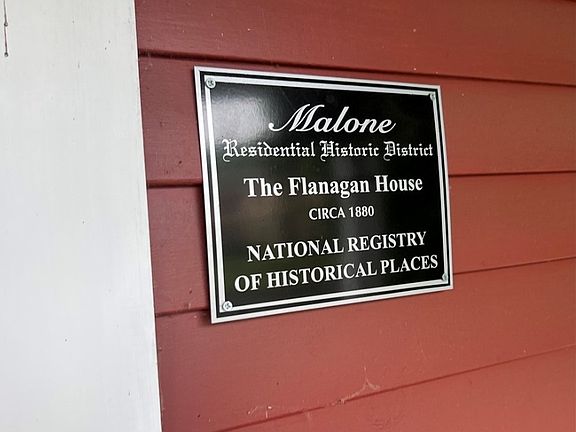 Malone
Residential Historic District
The Flanagan House
CIRCA 1880
NATIONAL REGISTRY
OF HISTORICAL PLACES